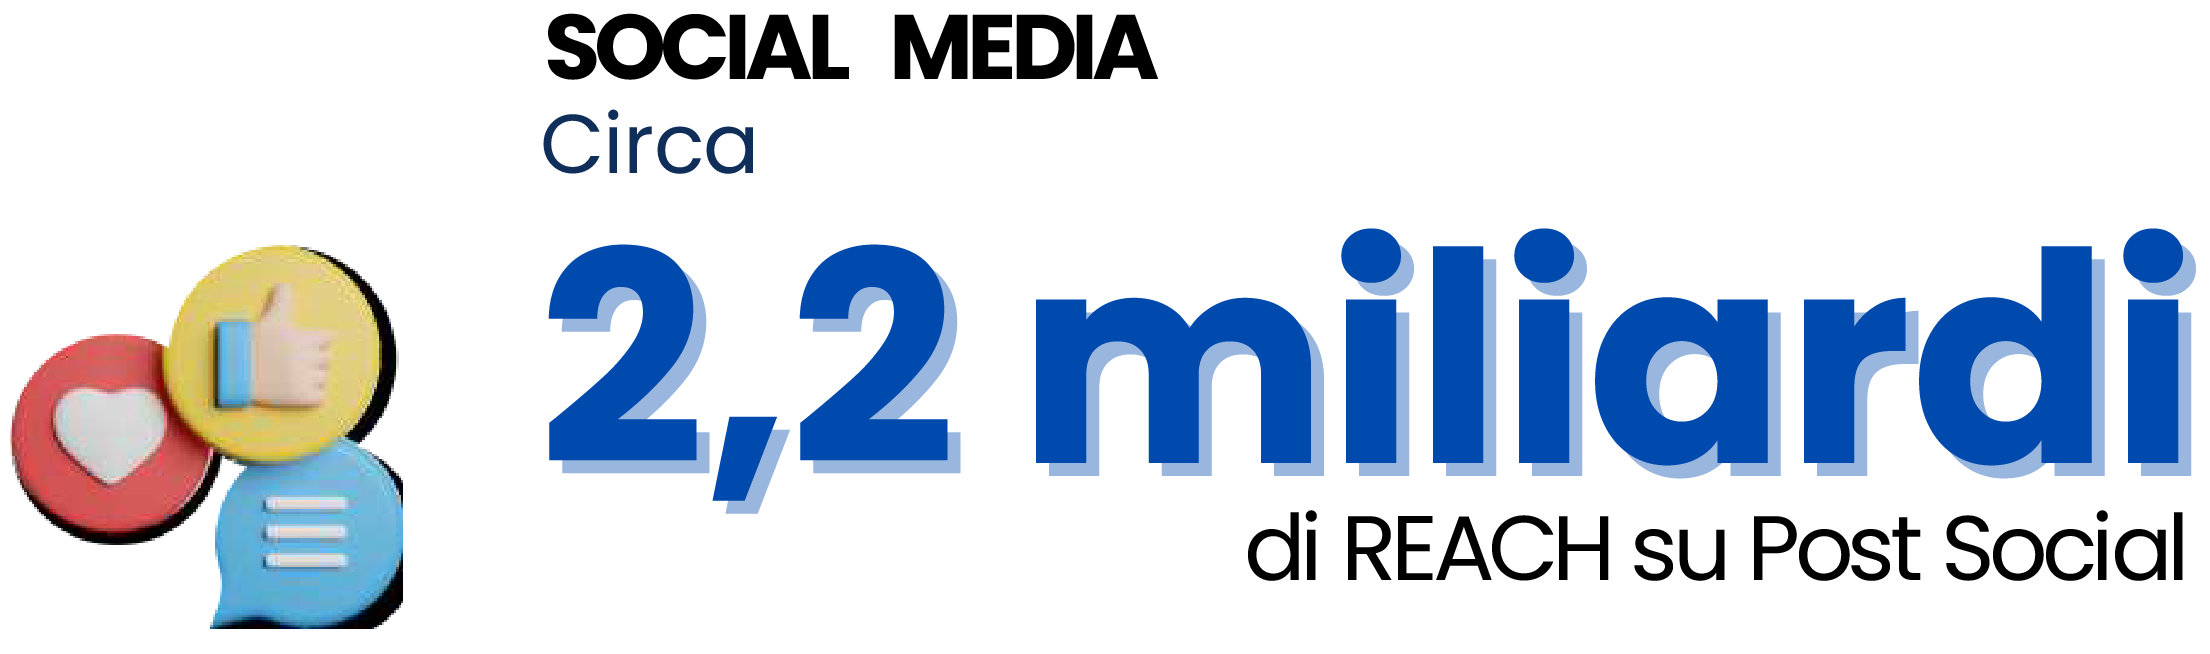 SOCIAL MEDIA
Circa
2,2 miliardi
di REACH su Post Social